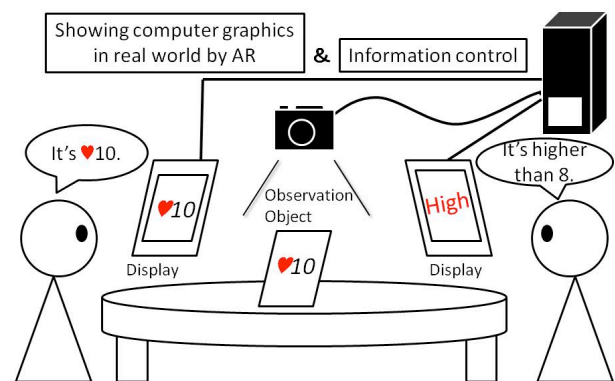 Showing computer graphics
in real world by AR
&
Information control
It's ♥10.
It's higher
than 8.
♥10
High
Observation
Object
Display
♥10
Display